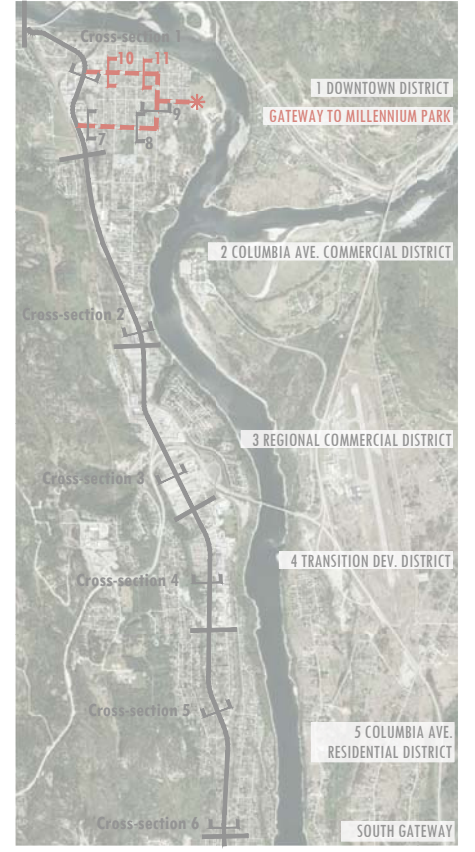 Cross-section 1
10 11
1 DOWNTOWN DISTRICT
GATEWAY TO MILLENNIUM PARK
9
7
8
2 COLUMBIA AVE. COMMERCIAL DISTRICT
Cross-section 2
3 REGIONAL COMMERCIAL DISTRICT
Cross-section 3
4 TRANSITION DEV. DISTRICT
Cross-section 4
Cross-section 5
5 COLUMBIA AVE.
RESIDENTIAL DISTRICT
Cross-section 6
SOUTH GATEWAY